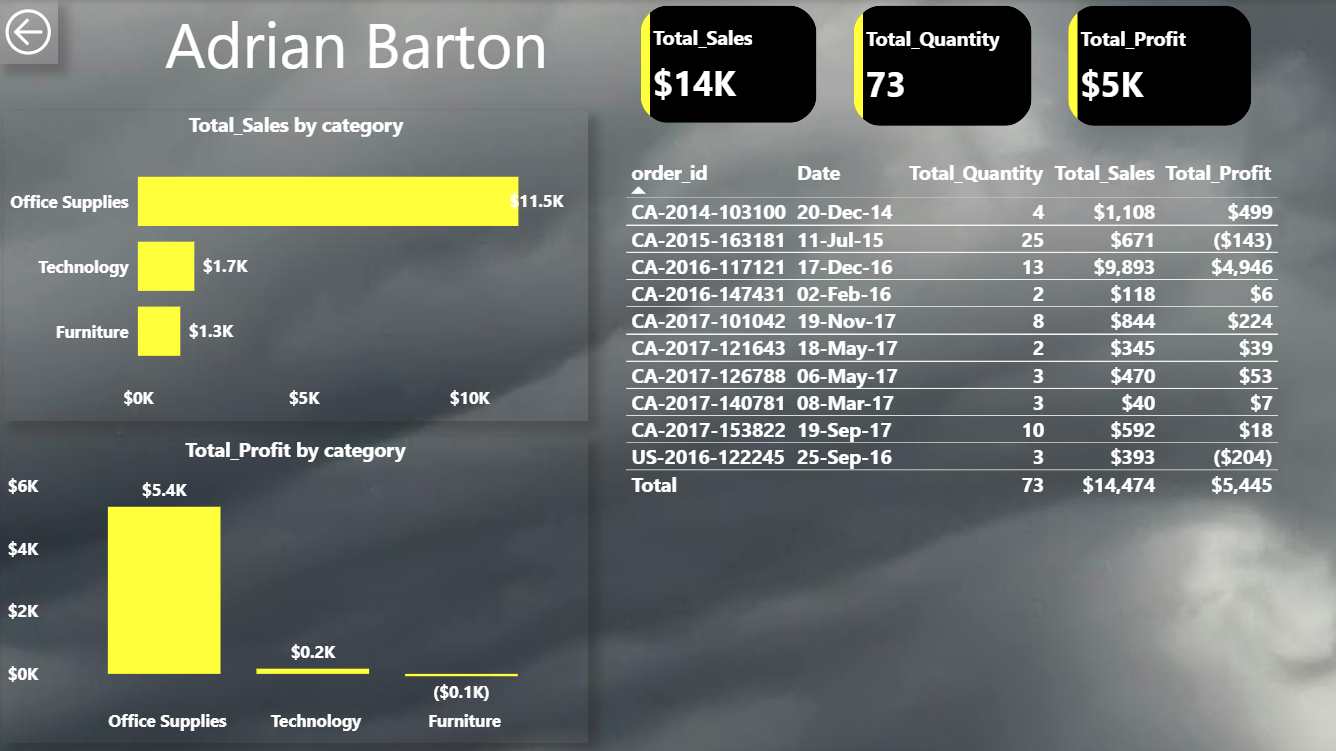 Adrian Barton
Total_Sales
$14K
Total_Quantity
73
Total_Profit
$5K
Total_Sales by category
Office Supplies $11.5K
Technology $1.7K
Furniture $1.3K
$0K $5K $10K
Total_Profit by category
$6K
$4K
$2K
$0K
$5.4K
$0.2K
($0.1K)
Office Supplies Technology Furniture
order_id Date Total_Quantity Total_Sales Total_Profit
CA-2014-103100 20-Dec-14 4 $1,108 $499
CA-2015-163181 11-Jul-15 25 $671 ($143)
CA-2016-117121 17-Dec-16 13 $9,893 $4,946
CA-2016-147431 02-Feb-16 2 $118 $6
CA-2017-101042 19-Nov-17 8 $844 $224
CA-2017-121643 18-May-17 2 $345 $39
CA-2017-126788 06-May-17 3 $470 $53
CA-2017-140781 08-Mar-17 3 $40 $7
CA-2017-153822 19-Sep-17 10 $592 $18
US-2016-122245 25-Sep-16 3 $393 ($204)
Total 73 $14,474 $5,445